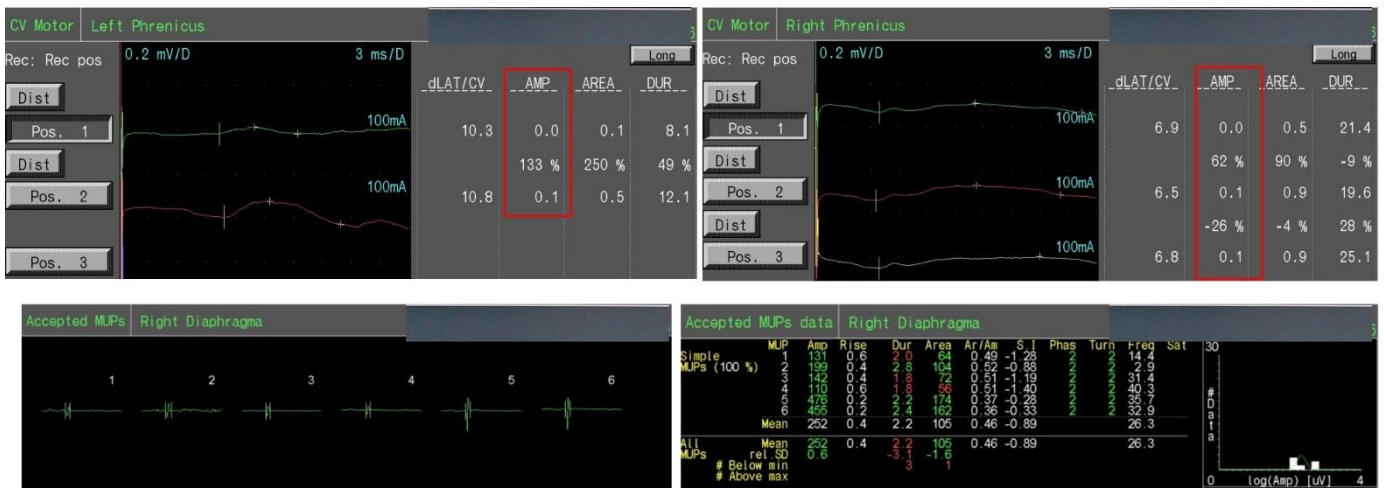 CV Motor Left Phrenicus
Rec: Rec pos 0.2 mV/D 3 ms/D Long
dLAT/CV AMP AREA DUR
Dist
Pos. 1 100mA 10.3 0.0 0.1 8.1
Dist 133 % 250 % 49 %
Pos. 2 100mA 10.8 0.1 0.5 12.1
Pos. 3
CV Motor Right Phrenicus
Rec: Rec pos 0.2 mV/D 3 ms/D Long
dLAT/CV AMP AREA DUR
Dist
Pos. 1 100mA 6.9 0.0 0.5 21.4
Dist 62 % 90 % -9 %
Pos. 2 100mA 6.5 0.1 0.9 19.6
Dist -26 % -4 % 28 %
Pos. 3 100mA 6.8 0.1 0.9 25.1
Accepted MUPs Right Diaphragma
1 2 3 4 5 6
Accepted MUPs data Right Diaphragma
MUP Amp Rise Dur Area Ar/Am S.I Phas Turn Freq Sat 30
Simple 1 131 0.6 2.0 64 0.49 -1.28 2 2 14.4
MUPs (100 %) 2 199 0.4 2.8 104 0.52 -0.88 2 2 2.9
3 142 0.4 1.8 72 0.51 -1.19 2 2 31.4
4 110 0.6 1.8 56 0.51 -1.40 2 2 40.3
5 476 0.2 2.2 174 0.37 -0.28 2 2 35.7
6 455 0.2 2.4 162 0.36 -0.33 2 2 32.9
Mean 252 0.4 2.2 105 0.46 -0.89 26.3
All Mean 252 0.4 2.2 105 0.46 -0.89 26.3
MUPs rel.SD 0.6 -3.1 -1.6
# Below min 3 1
# Above max
# Data
0 log(Amp) [uV] 4